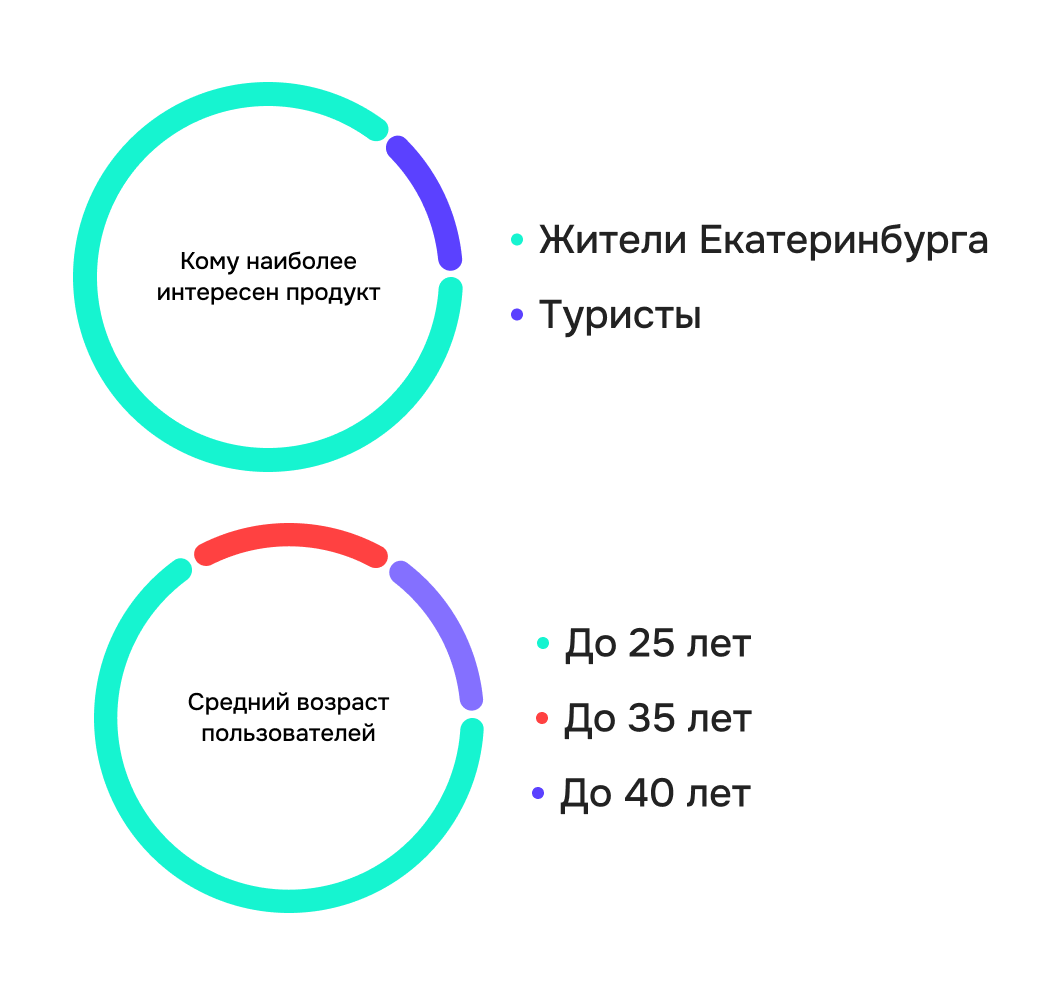 Кому наиболее
интересен продукт
Жители Екатеринбурга
Туристы
Средний возраст
пользователей
До 25 лет
До 35 лет
До 40 лет